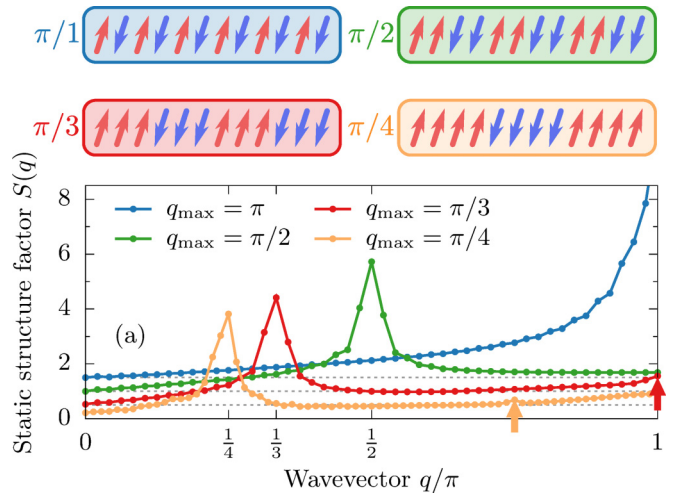 π/1 π/2
π/3 π/4
Static structure factor S(q)
8
6
4
2
0
q_max = π q_max = π/3
q_max = π/2 q_max = π/4
(a)
0 1/4 1/3 1/2 1
Wavevector q/π